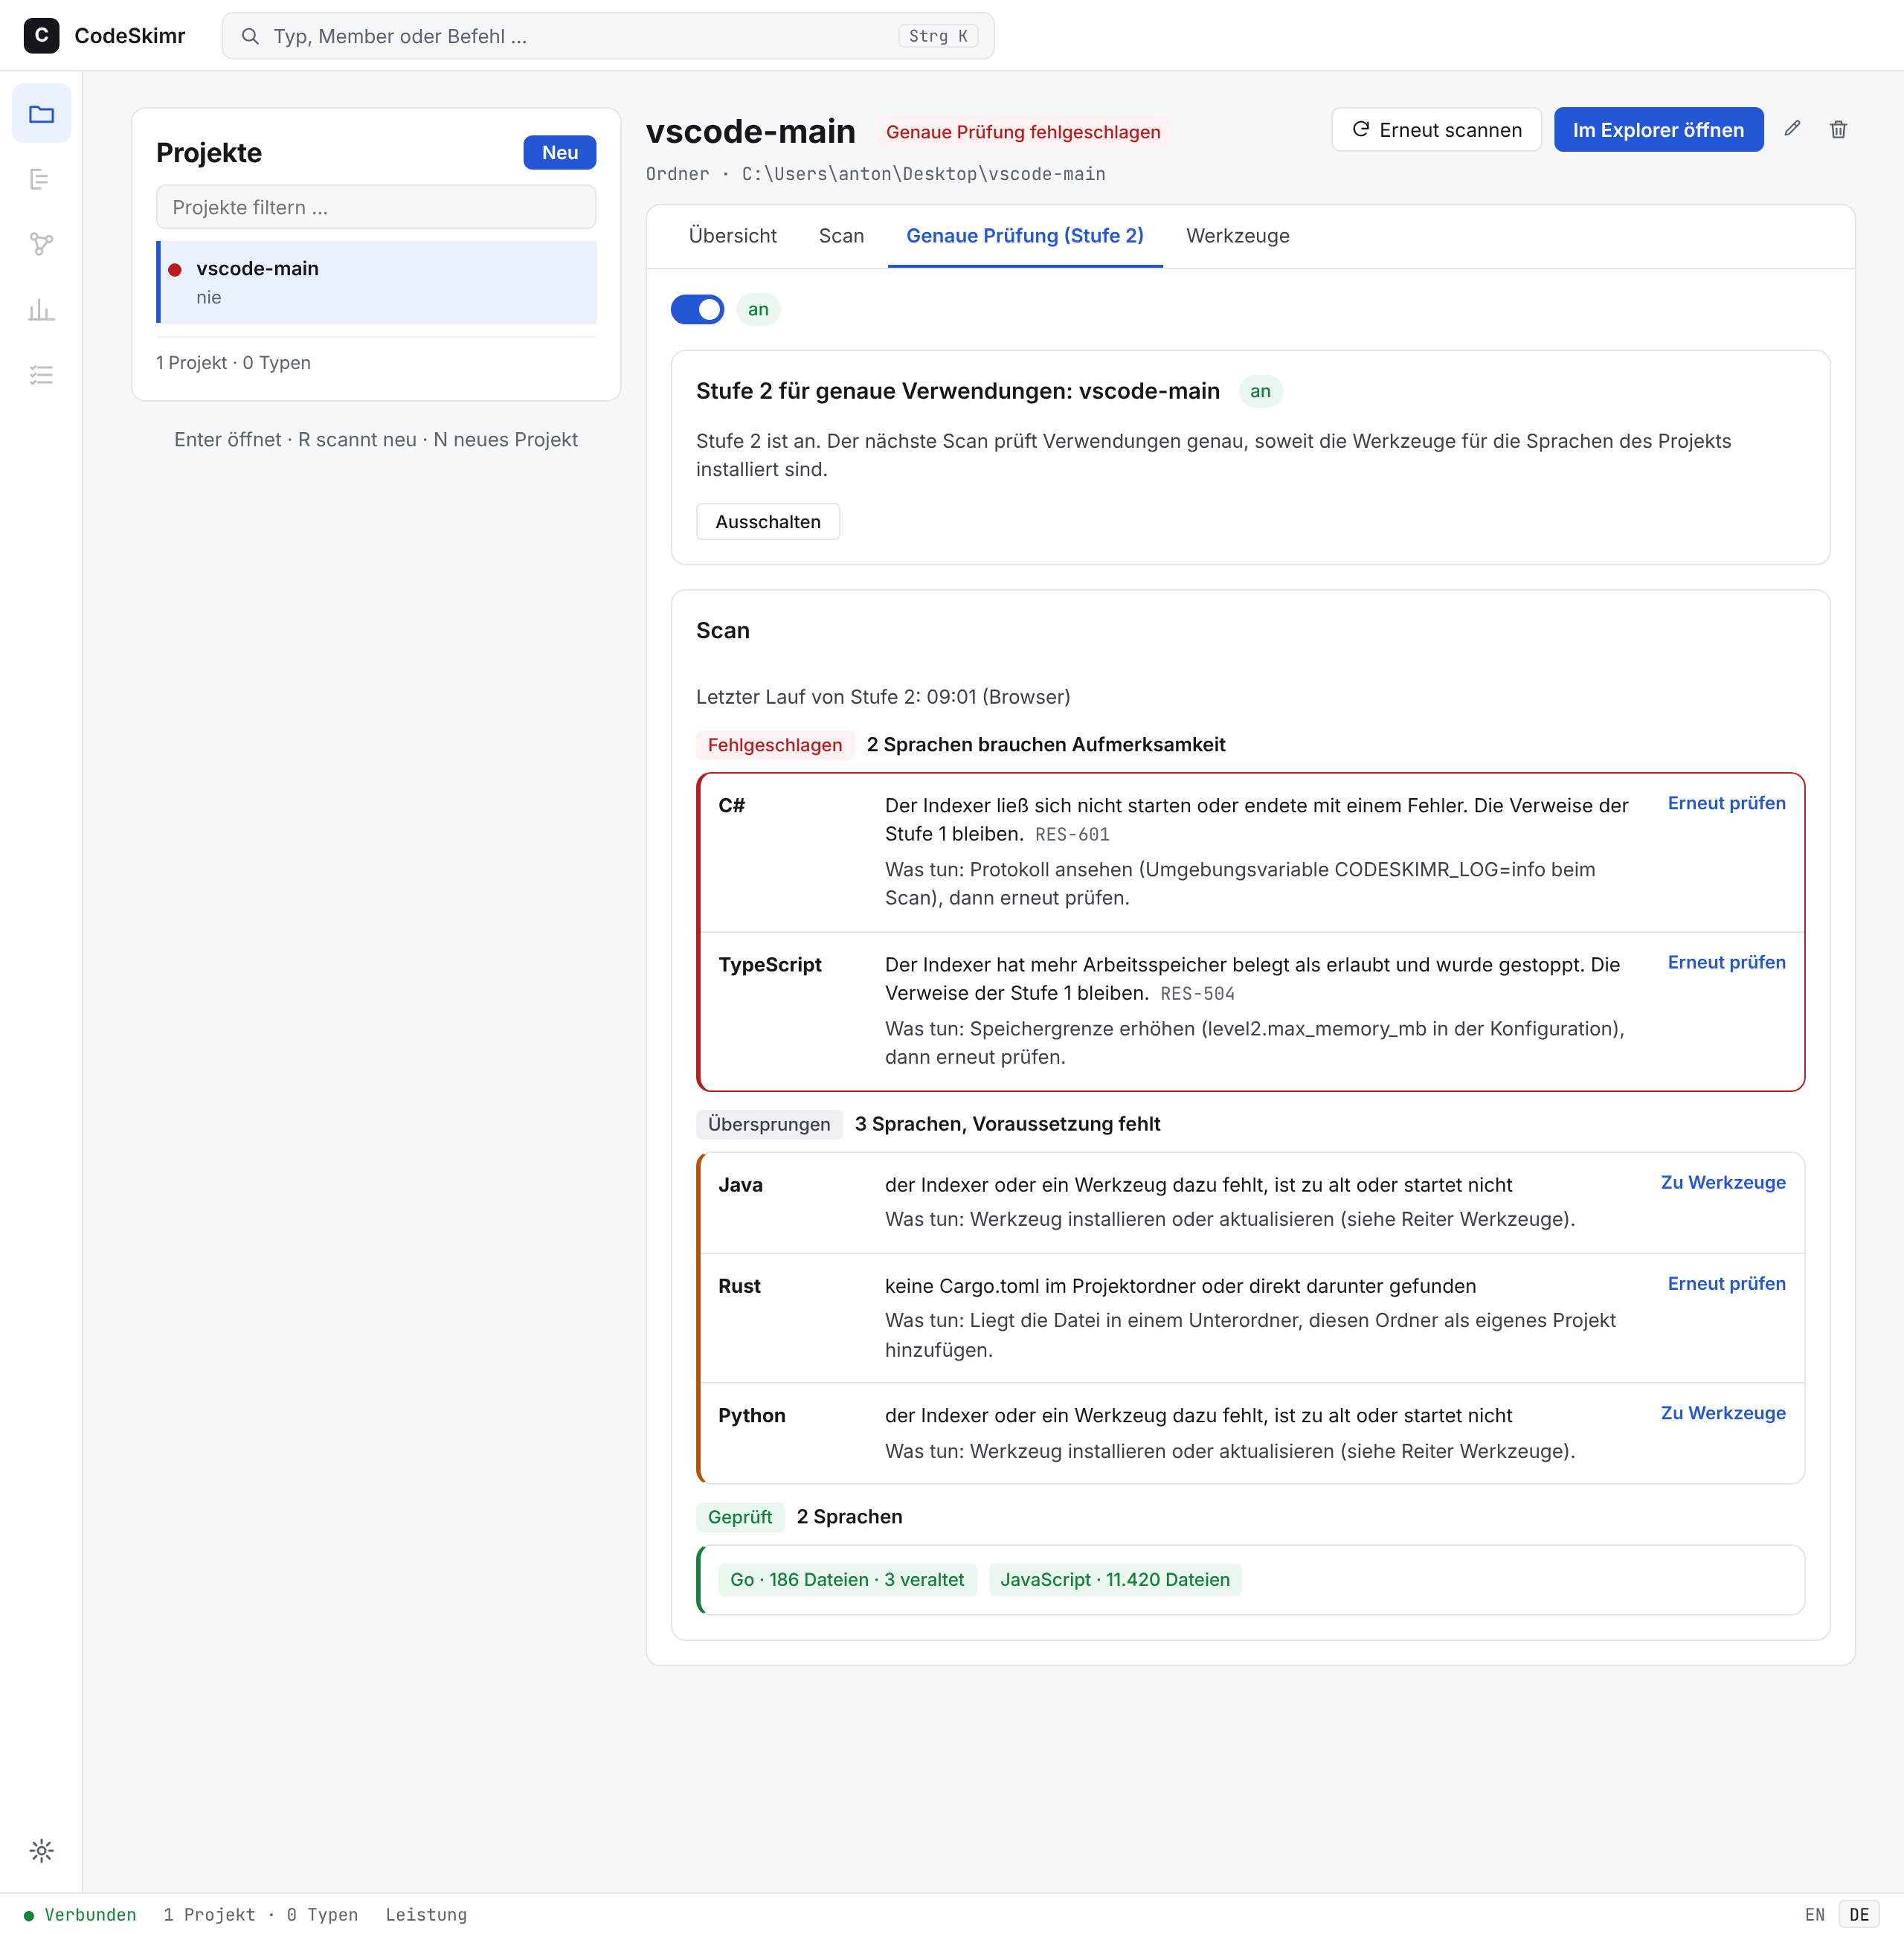 C CodeSkimr
Typ, Member oder Befehl ...
Strg K
Projekte
Neu
Projekte filtern ...
vscode-main
nie
1 Projekt · 0 Typen
Enter öffnet · R scannt neu · N neues Projekt
vscode-main
Genaue Prüfung fehlgeschlagen
Erneut scannen
Im Explorer öffnen
Ordner · C:\Users\anton\Desktop\vscode-main
Übersicht
Scan
Genaue Prüfung (Stufe 2)
Werkzeuge
an
Stufe 2 für genaue Verwendungen: vscode-main
an
Stufe 2 ist an. Der nächste Scan prüft Verwendungen genau, soweit die Werkzeuge für die Sprachen des Projekts
installiert sind.
Ausschalten
Scan
Letzter Lauf von Stufe 2: 09:01 (Browser)
Fehlgeschlagen
2 Sprachen brauchen Aufmerksamkeit
C#
Der Indexer ließ sich nicht starten oder endete mit einem Fehler. Die Verweise der
Stufe 1 bleiben. RES-601
Was tun: Protokoll ansehen (Umgebungsvariable CODESKIMR_LOG=info beim
Scan), dann erneut prüfen.
Erneut prüfen
TypeScript
Der Indexer hat mehr Arbeitsspeicher belegt als erlaubt und wurde gestoppt. Die
Verweise der Stufe 1 bleiben. RES-504
Was tun: Speichergrenze erhöhen (level2.max_memory_mb in der Konfiguration),
dann erneut prüfen.
Erneut prüfen
Übersprungen
3 Sprachen, Voraussetzung fehlt
Java
der Indexer oder ein Werkzeug dazu fehlt, ist zu alt oder startet nicht
Was tun: Werkzeug installieren oder aktualisieren (siehe Reiter Werkzeuge).
Zu Werkzeuge
Rust
keine Cargo.toml im Projektordner oder direkt darunter gefunden
Was tun: Liegt die Datei in einem Unterordner, diesen Ordner als eigenes Projekt
hinzufügen.
Erneut prüfen
Python
der Indexer oder ein Werkzeug dazu fehlt, ist zu alt oder startet nicht
Was tun: Werkzeug installieren oder aktualisieren (siehe Reiter Werkzeuge).
Zu Werkzeuge
Geprüft
2 Sprachen
Go · 186 Dateien · 3 veraltet
JavaScript · 11.420 Dateien
Verbunden
1 Projekt · 0 Typen
Leistung
EN
DE